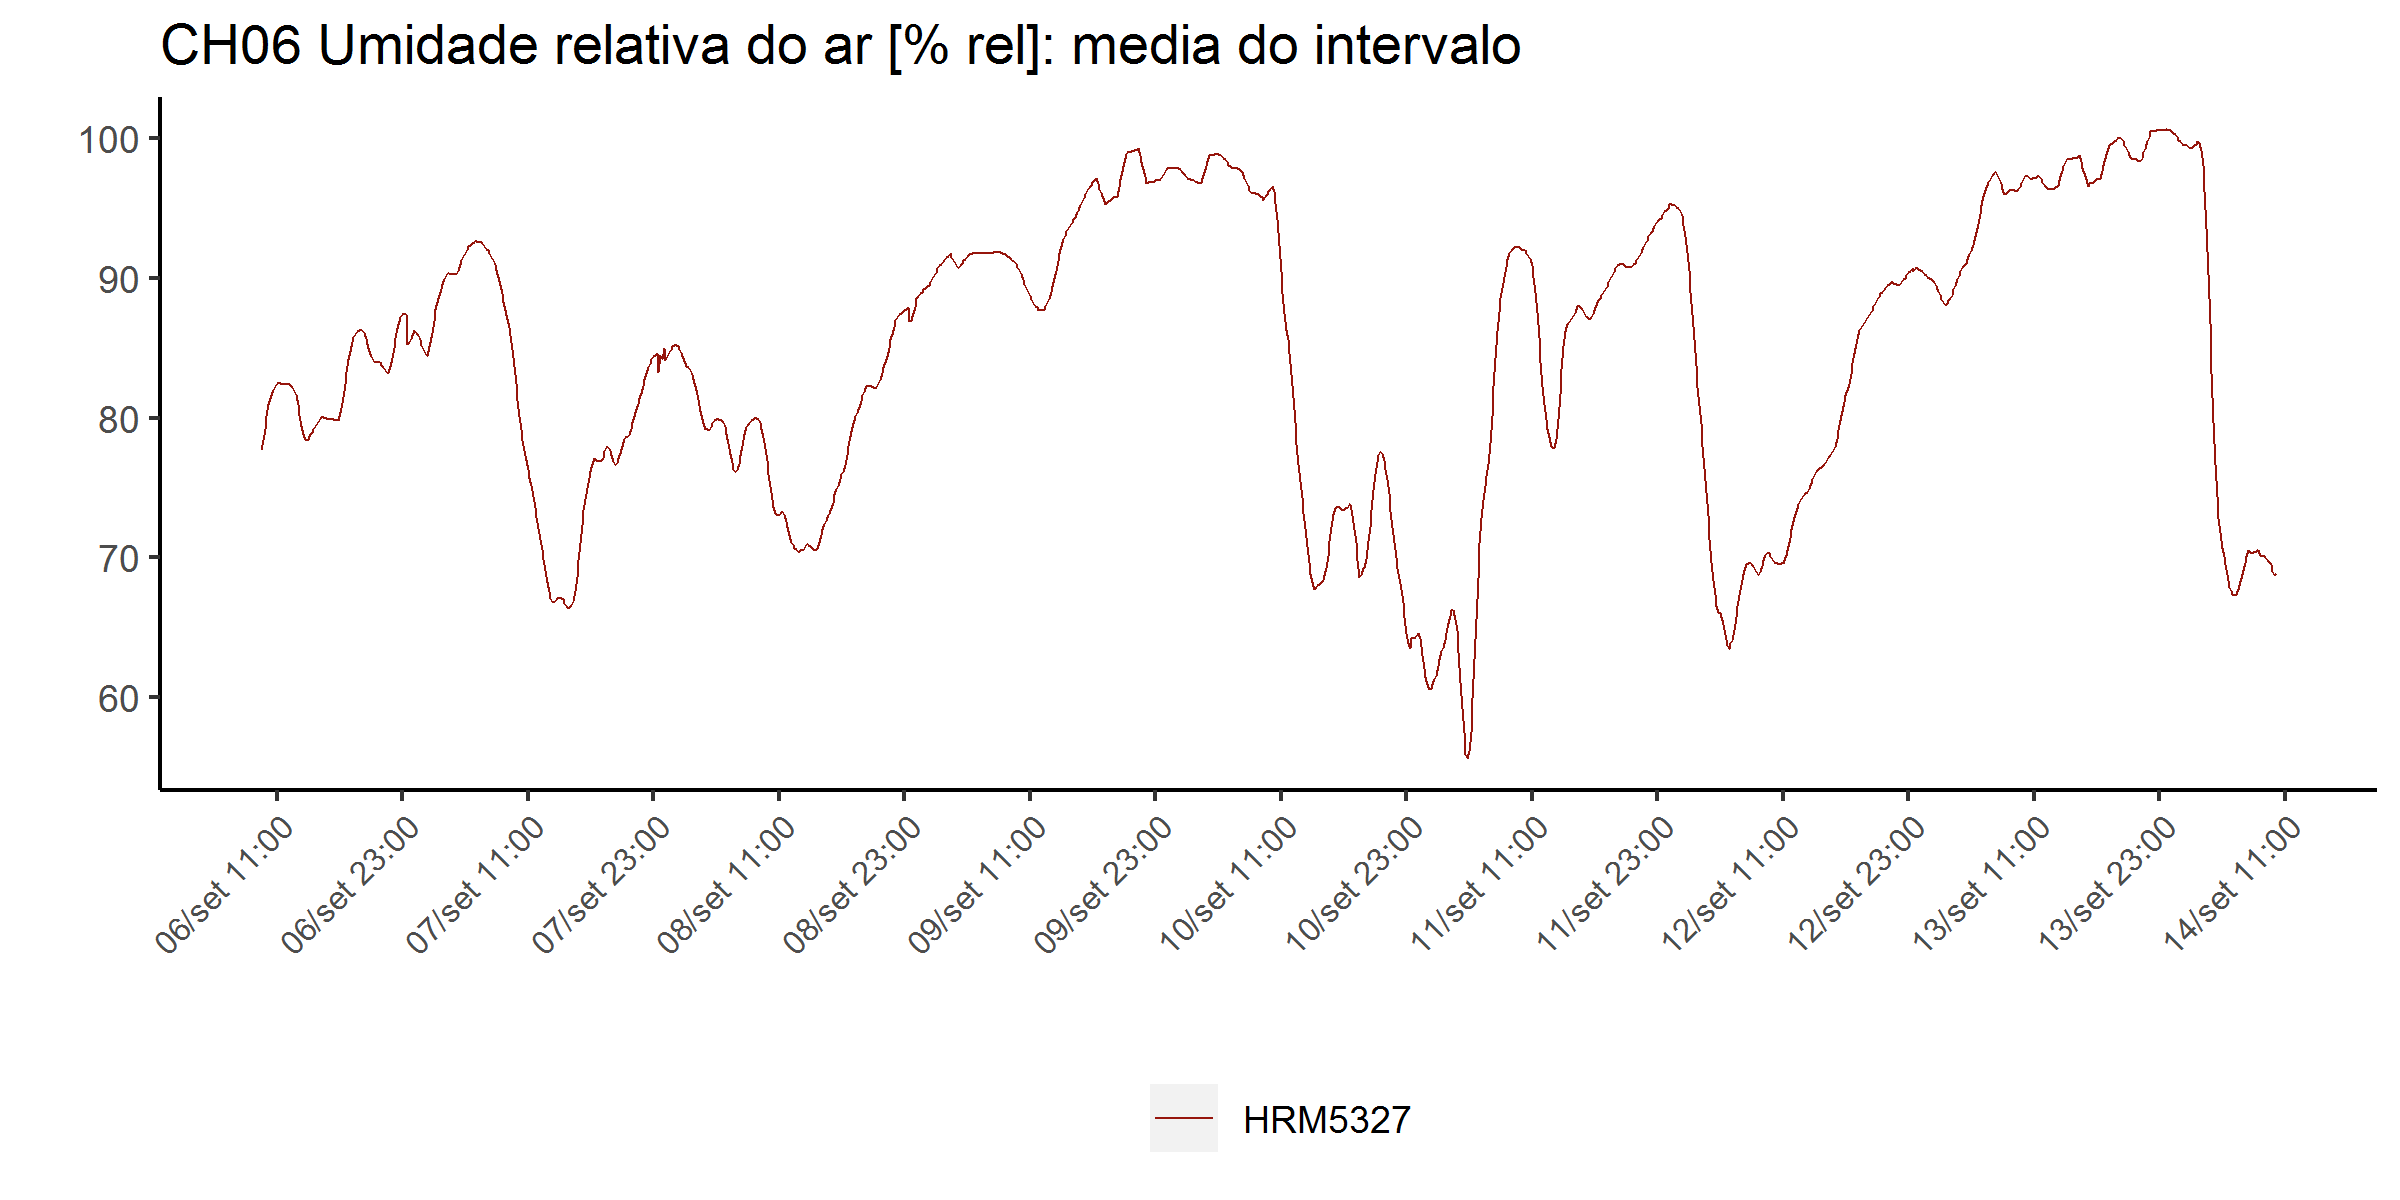 CH06 Umidade relativa do ar [% rel]: media do intervalo
100
90
80
70
60
06/set 11:00
06/set 23:00
07/set 11:00
07/set 23:00
08/set 11:00
08/set 23:00
09/set 11:00
09/set 23:00
10/set 11:00
10/set 23:00
11/set 11:00
11/set 23:00
12/set 11:00
12/set 23:00
13/set 11:00
13/set 23:00
14/set 11:00
HRM5327